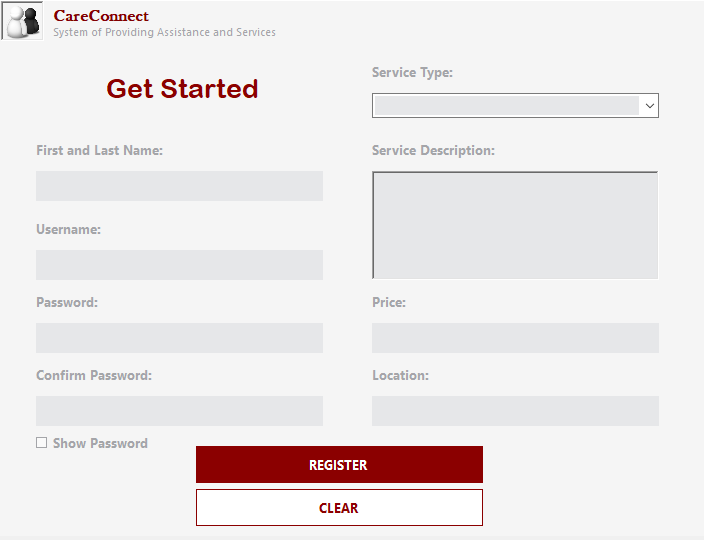 CareConnect
System of Providing Assistance and Services
Get Started
First and Last Name:
Username:
Password:
Confirm Password:
Show Password
Service Type:
Service Description:
Price:
Location:
REGISTER
CLEAR